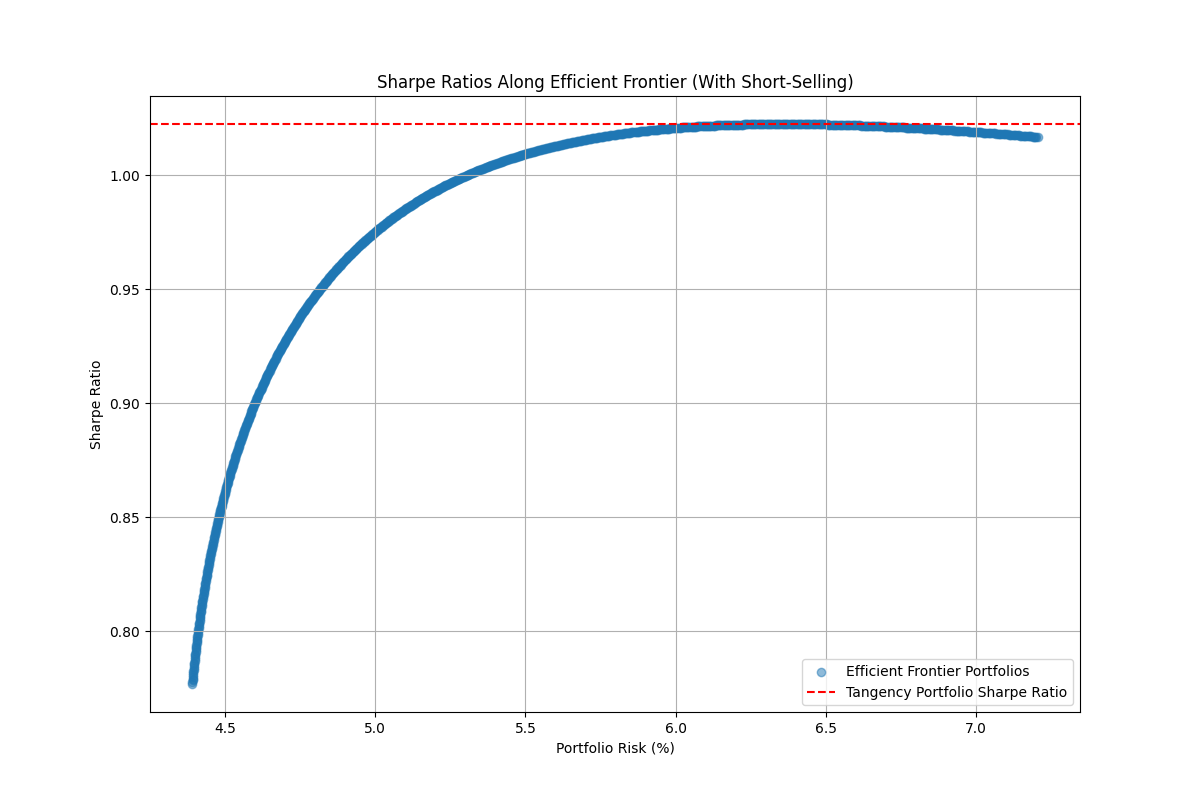 Sharpe Ratios Along Efficient Frontier (With Short-Selling)
Sharpe Ratio
1.00
0.95
0.90
0.85
0.80
4.5 5.0 5.5 6.0 6.5 7.0
Portfolio Risk (%)
Efficient Frontier Portfolios
Tangency Portfolio Sharpe Ratio